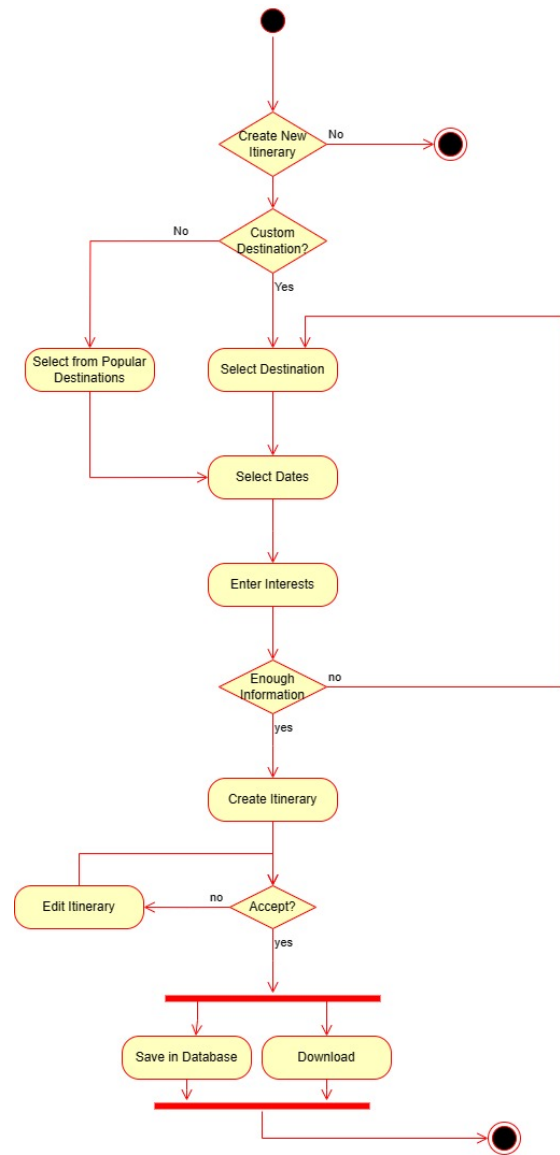 Create New
Itinerary
No
Custom
Destination?
No
Yes
Select from Popular
Destinations
Select Destination
Select Dates
Enter Interests
Enough
Information
no
yes
Create Itinerary
Edit Itinerary
no
Accept?
yes
Save in Database
Download